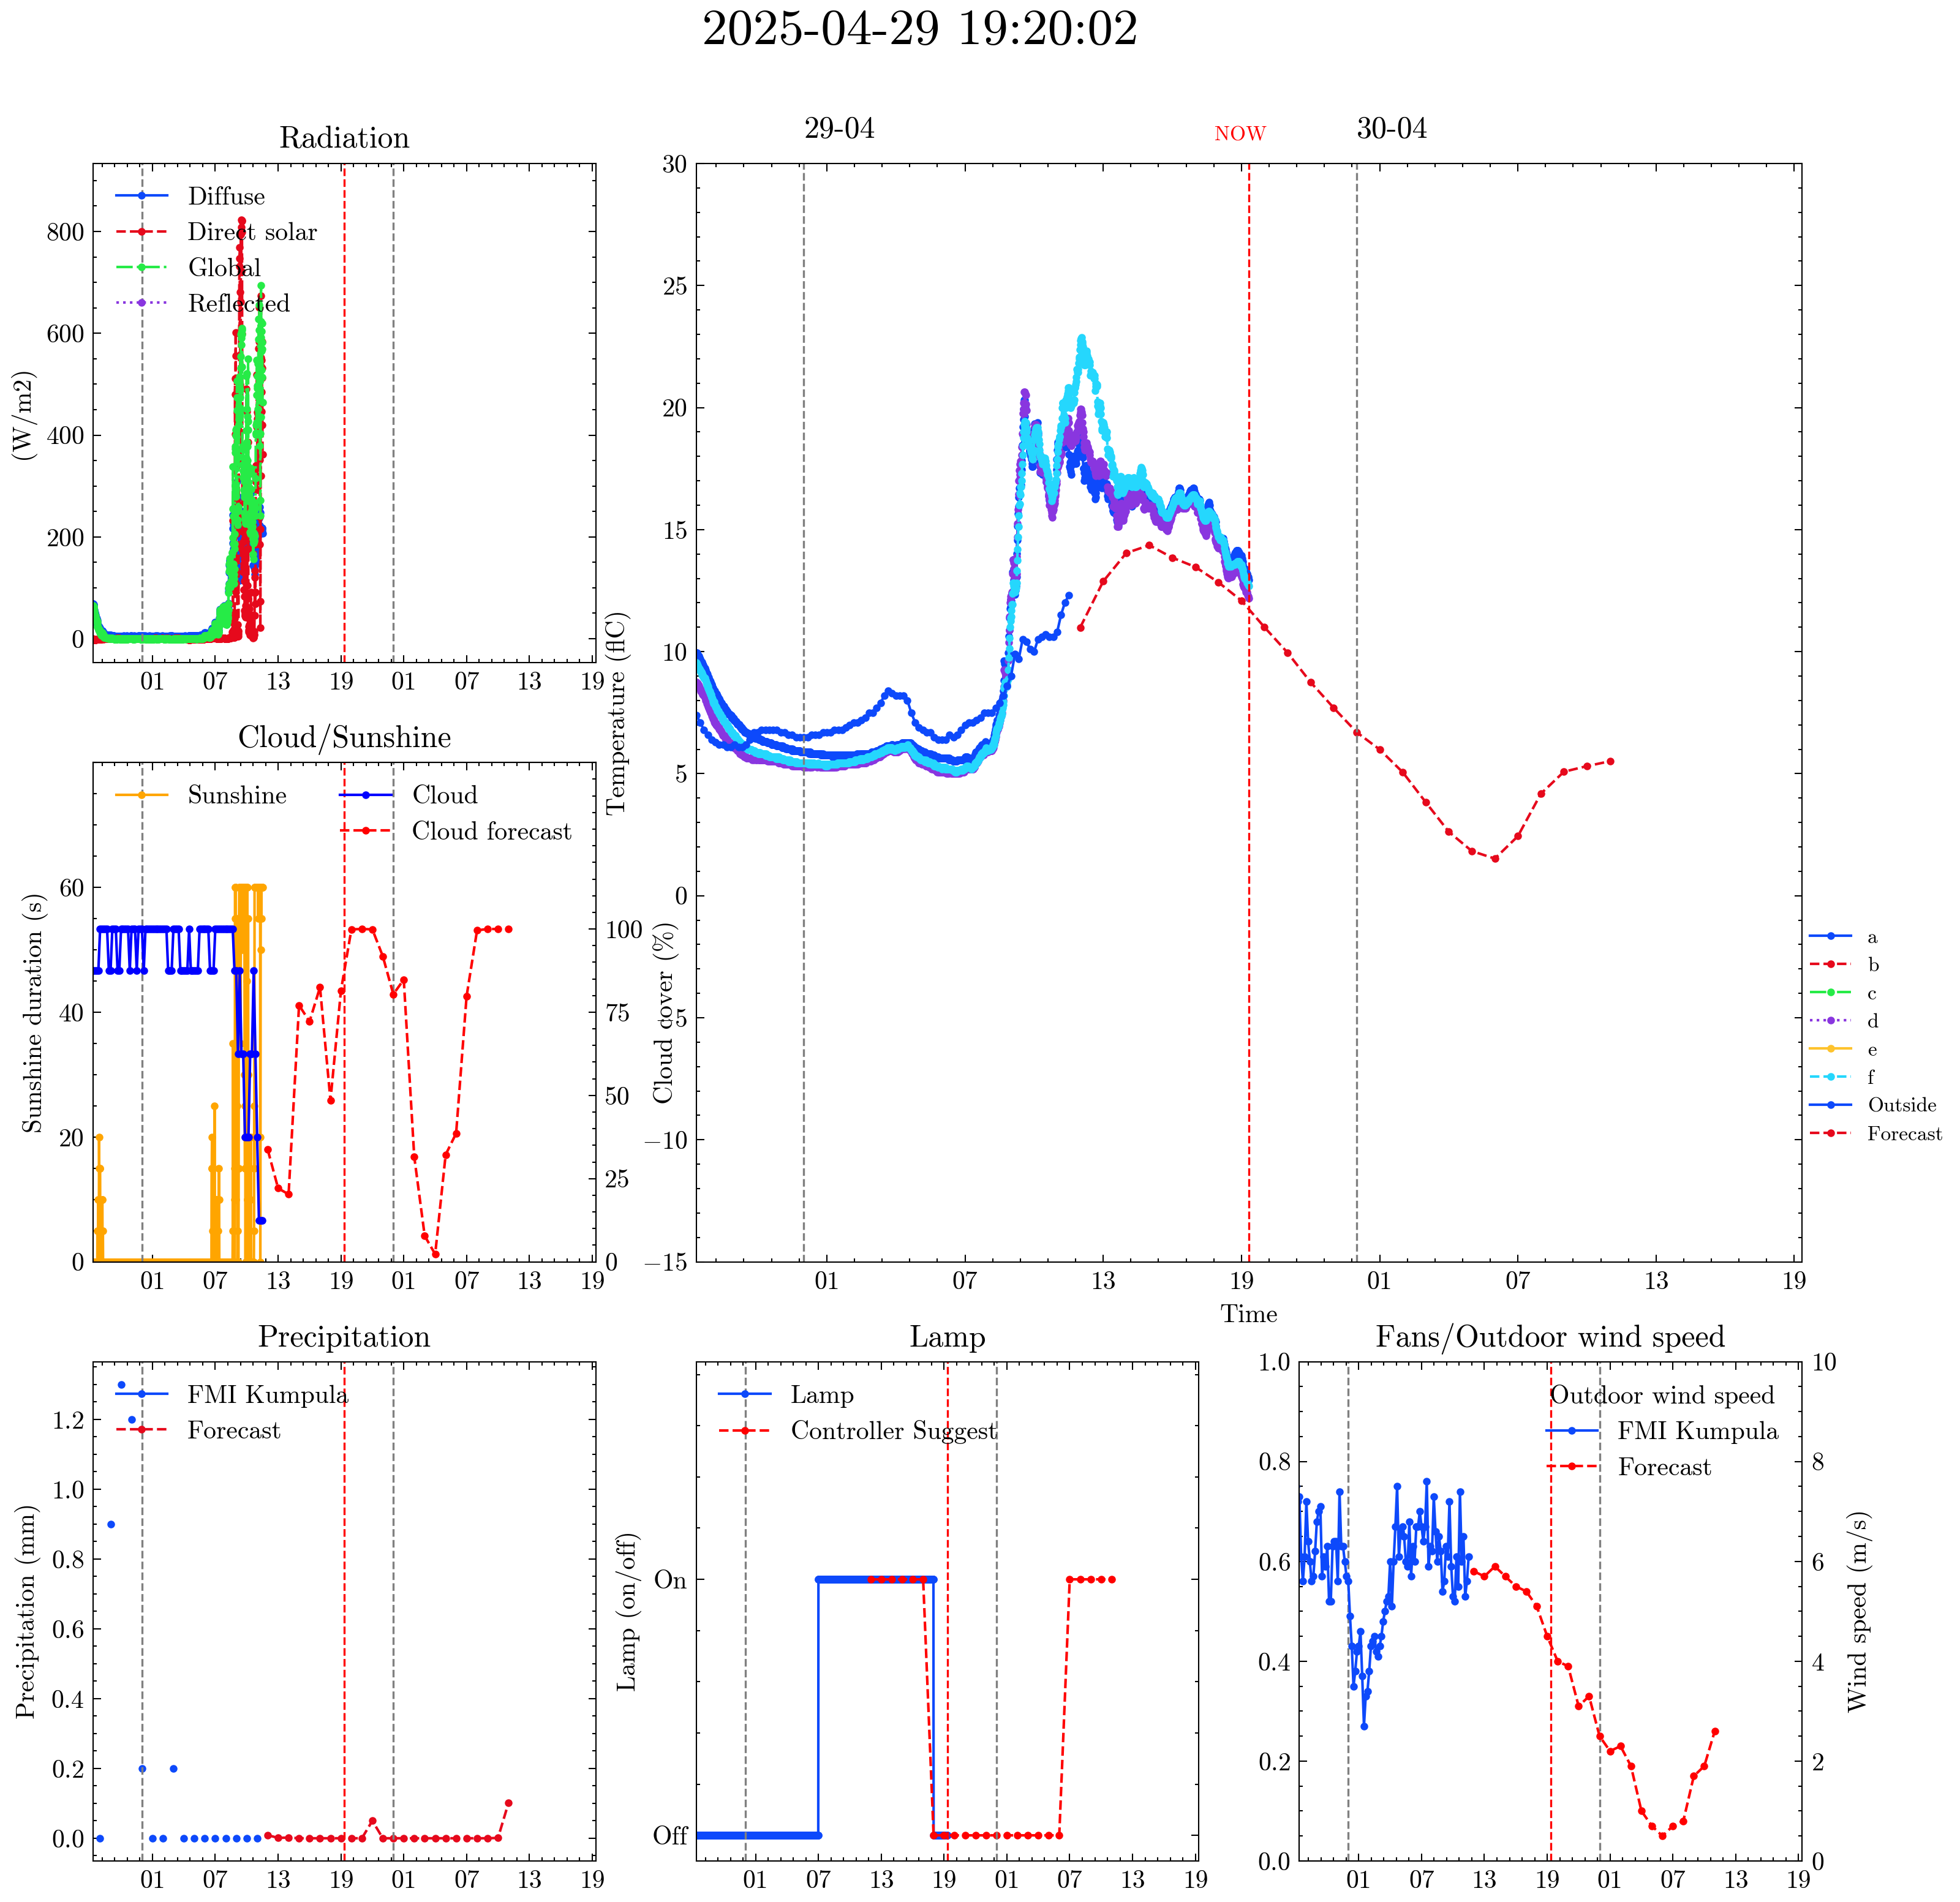 2025-04-29 19:20:02
Radiation
(W/m2)
800
600
400
200
0
Diffuse
Direct solar
Global
Reflected
01 07 13 19 01 07 13 19
29-04
NOW
30-04
Temperature (flC)
30
25
20
15
10
5
0
−5
−10
−15
01 07 13 19 01 07 13 19
Time
a
b
c
d
e
f
Outside
Forecast
Cloud/Sunshine
Sunshine duration (s)
60
40
20
0
Sunshine
Cloud
Cloud forecast
100
75
50
25
0
Cloud cover (%)
01 07 13 19 01 07 13 19
Precipitation
Precipitation (mm)
1.2
1.0
0.8
0.6
0.4
0.2
0.0
FMI Kumpula
Forecast
01 07 13 19 01 07 13 19
Lamp
Lamp (on/off)
On
Off
Lamp
Controller Suggest
01 07 13 19 01 07 13 19
Fans/Outdoor wind speed
1.0
0.8
0.6
0.4
0.2
0.0
Outdoor wind speed
FMI Kumpula
Forecast
10
8
6
4
2
0
Wind speed (m/s)
01 07 13 19 01 07 13 19